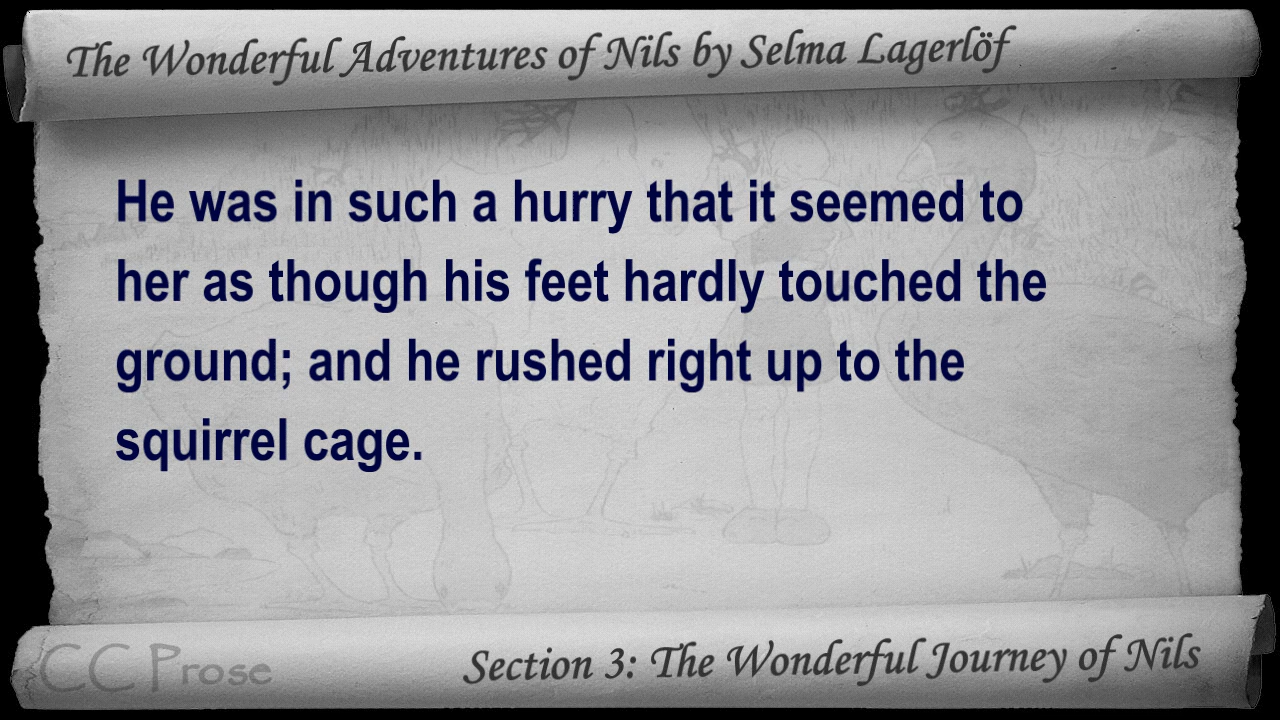 The Wonderful Adventures of Nils by Selma Lagerlöf
He was in such a hurry that it seemed to
her as though his feet hardly touched the
ground; and he rushed right up to the
squirrel cage.
CC Prose
Section 3: The Wonderful Journey of Nils